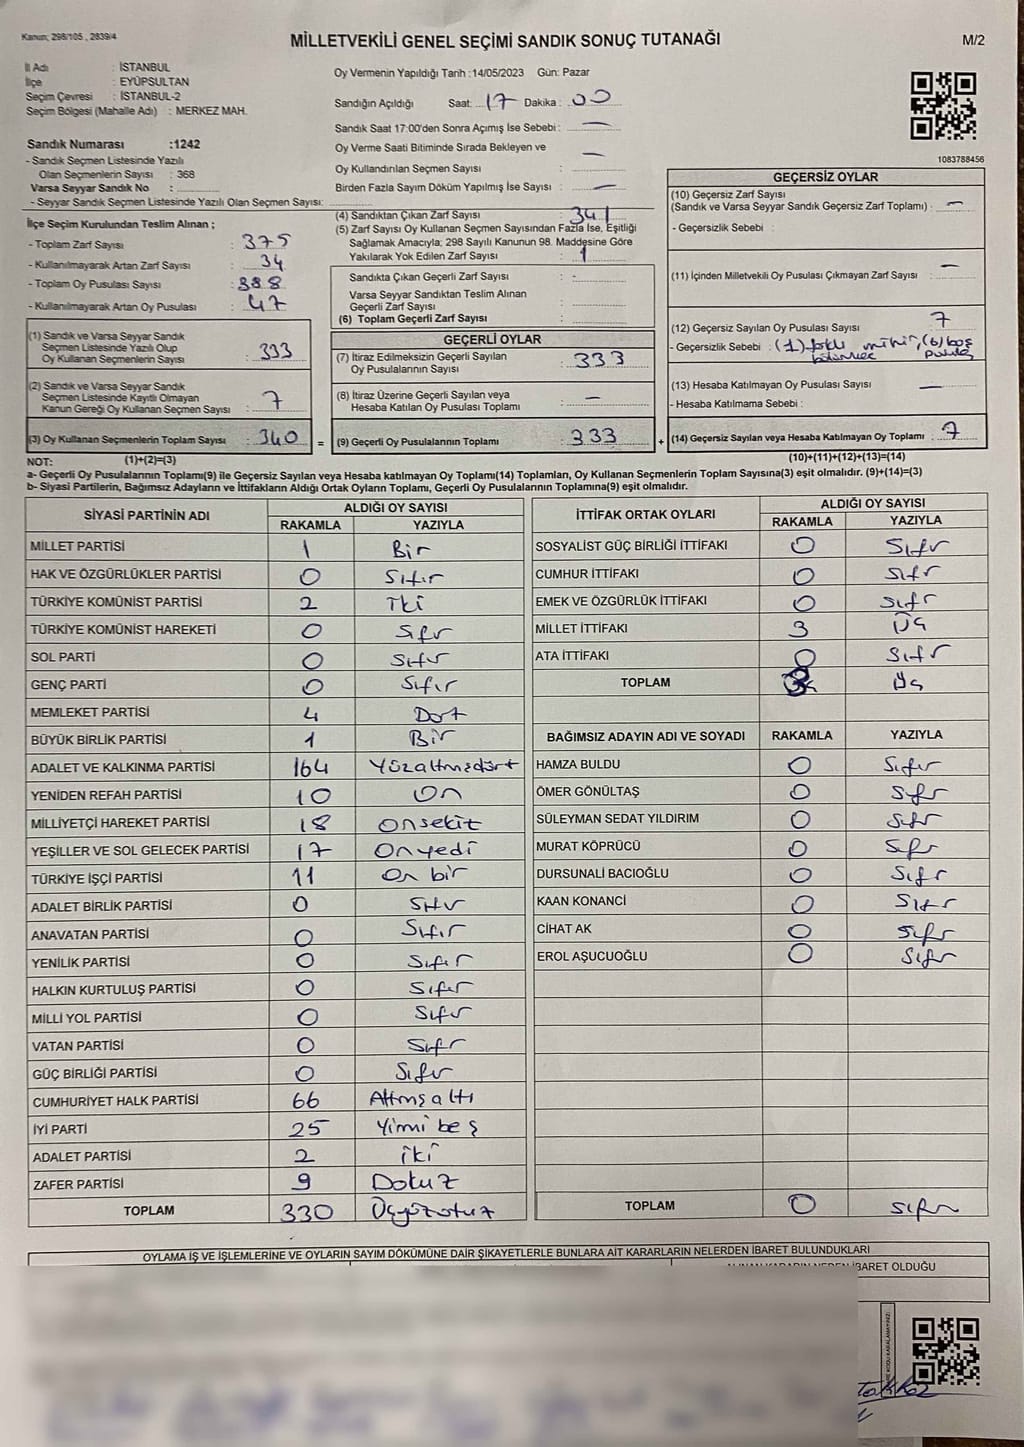 Kanun; 298/105 , 2839/4
MİLLETVEKİLİ GENEL SEÇİMİ SANDIK SONUÇ TUTANAĞI
M/2
İl Adı : İSTANBUL
İlçe : EYÜPSULTAN
Seçim Çevresi : İSTANBUL-2
Seçim Bölgesi (Mahalle Adı) : MERKEZ MAH.
Sandık Numarası :1242
- Sandık Seçmen Listesinde Yazılı
Olan Seçmenlerin Sayısı : 368
Varsa Seyyar Sandık No :
- Seyyar Sandık Seçmen Listesinde Yazılı Olan Seçmen Sayısı:
Oy Vermenin Yapıldığı Tarih :14/05/2023 Gün: Pazar
Sandığın Açıldığı Saat: 17 Dakika : 00
Sandık Saat 17:00'den Sonra Açımış İse Sebebi : —
Oy Verme Saati Bitiminde Sırada Bekleyen ve
Oy Kullandırılan Seçmen Sayısı : —
Birden Fazla Sayım Döküm Yapılmış İse Sayısı : —
1083788456
İlçe Seçim Kurulundan Teslim Alınan ;
- Toplam Zarf Sayısı : 375
- Kullanılmayarak Artan Zarf Sayısı : 34
- Toplam Oy Pusulası Sayısı : 388
- Kullanılmayarak Artan Oy Pusulası : 47
(1) Sandık ve Varsa Seyyar Sandık
Seçmen Listesinde Yazılı Olup
Oy Kullanan Seçmenlerin Sayısı : 333
(2) Sandık ve Varsa Seyyar Sandık
Seçmen Listesinde Kayıtlı Olmayan
Kanun Gereği Oy Kullanan Seçmen Sayısı : 7
(3) Oy Kullanan Seçmenlerin Toplam Sayısı : 340 =
(4) Sandıktan Çıkan Zarf Sayısı : 341
(5) Zarf Sayısı Oy Kullanan Seçmen Sayısından Fazla İse, Eşitliği
Sağlamak Amacıyla; 298 Sayılı Kanunun 98. Maddesine Göre
Yakılarak Yok Edilen Zarf Sayısı : 1
Sandıkta Çıkan Geçerli Zarf Sayısı : -
Varsa Seyyar Sandıktan Teslim Alınan
Geçerli Zarf Sayısı :
(6) Toplam Geçerli Zarf Sayısı :
GEÇERLİ OYLAR
(7) İtiraz Edilmeksizin Geçerli Sayılan
Oy Pusulalarının Sayısı : 333
(8) İtiraz Üzerine Geçerli Sayılan veya
Hesaba Katılan Oy Pusulası Toplamı : —
(9) Geçerli Oy Pusulalarının Toplamı : 333 +
GEÇERSİZ OYLAR
(10) Geçersiz Zarf Sayısı
(Sandık ve Varsa Seyyar Sandık Geçersiz Zarf Toplamı) : —
- Geçersizlik Sebebi :
(11) İçinden Milletvekili Oy Pusulası Çıkmayan Zarf Sayısı : —
(12) Geçersiz Sayılan Oy Pusulası Sayısı : 7
- Geçersizlik Sebebi : (1) mühür, (6) boş
pusula
(13) Hesaba Katılmayan Oy Pusulası Sayısı : —
- Hesaba Katılmama Sebebi :
(14) Geçersiz Sayılan veya Hesaba Katılmayan Oy Toplamı : 7
NOT: (1)+(2)=(3)
(10)+(11)+(12)+(13)=(14)
a- Geçerli Oy Pusulalarının Toplamı(9) ile Geçersiz Sayılan veya Hesaba katılmayan Oy Toplamı(14) Toplamları, Oy Kullanan Seçmenlerin Toplam Sayısına(3) eşit olmalıdır. (9)+(14)=(3)
b- Siyasi Partilerin, Bağımsız Adayların ve İttifakların Aldığı Ortak Oyların Toplamı, Geçerli Oy Pusulalarının Toplamına(9) eşit olmalıdır.
SİYASİ PARTİNİN ADI ALDIĞI OY SAYISI
RAKAMLA YAZIYLA
MİLLET PARTİSİ 1 Bir
HAK VE ÖZGÜRLÜKLER PARTİSİ 0 Sıfır
TÜRKİYE KOMÜNİST PARTİSİ 2 İki
TÜRKİYE KOMÜNİST HAREKETİ 0 Sıfır
SOL PARTİ 0 Sıfır
GENÇ PARTİ 0 Sıfır
MEMLEKET PARTİSİ 4 Dört
BÜYÜK BİRLİK PARTİSİ 1 Bir
ADALET VE KALKINMA PARTİSİ 164 Yüzaltmışdört
YENİDEN REFAH PARTİSİ 10 On
MİLLİYETÇİ HAREKET PARTİSİ 18 Onsekiz
YEŞİLLER VE SOL GELECEK PARTİSİ 17 Onyedi
TÜRKİYE İŞÇİ PARTİSİ 11 On bir
ADALET BİRLİK PARTİSİ 0 Sıfır
ANAVATAN PARTİSİ 0 Sıfır
YENİLİK PARTİSİ 0 Sıfır
HALKIN KURTULUŞ PARTİSİ 0 Sıfır
MİLLİ YOL PARTİSİ 0 Sıfır
VATAN PARTİSİ 0 Sıfır
GÜÇ BİRLİĞİ PARTİSİ 0 Sıfır
CUMHURİYET HALK PARTİSİ 66 Altmışaltı
İYİ PARTİ 25 Yirmi beş
ADALET PARTİSİ 2 İki
ZAFER PARTİSİ 9 Dokuz
TOPLAM 330 Üçyüzotuz
İTTİFAK ORTAK OYLARI ALDIĞI OY SAYISI
RAKAMLA YAZIYLA
SOSYALİST GÜÇ BİRLİĞİ İTTİFAKI 0 Sıfır
CUMHUR İTTİFAKI 0 Sıfır
EMEK VE ÖZGÜRLÜK İTTİFAKI 0 Sıfır
MİLLET İTTİFAKI 3 Üç
ATA İTTİFAKI 0 Sıfır
TOPLAM Üç
BAĞIMSIZ ADAYIN ADI VE SOYADI RAKAMLA YAZIYLA
HAMZA BULDU 0 Sıfır
ÖMER GÖNÜLTAŞ 0 Sıfır
SÜLEYMAN SEDAT YILDIRIM 0 Sıfır
MURAT KÖPRÜCÜ 0 Sıfır
DURSUNALİ BACIOĞLU 0 Sıfır
KAAN KONANCİ 0 Sıfır
CİHAT AK 0 Sıfır
EROL AŞUCUOĞLU 0 Sıfır
TOPLAM 0 Sıfır
OYLAMA İŞ VE İŞLEMLERİNE VE OYLARIN SAYIM DÖKÜMÜNE DAİR ŞİKAYETLERLE BUNLARA AİT KARARLARIN NELERDEN İBARET BULUNDUKLARI
İBARET OLDUĞU